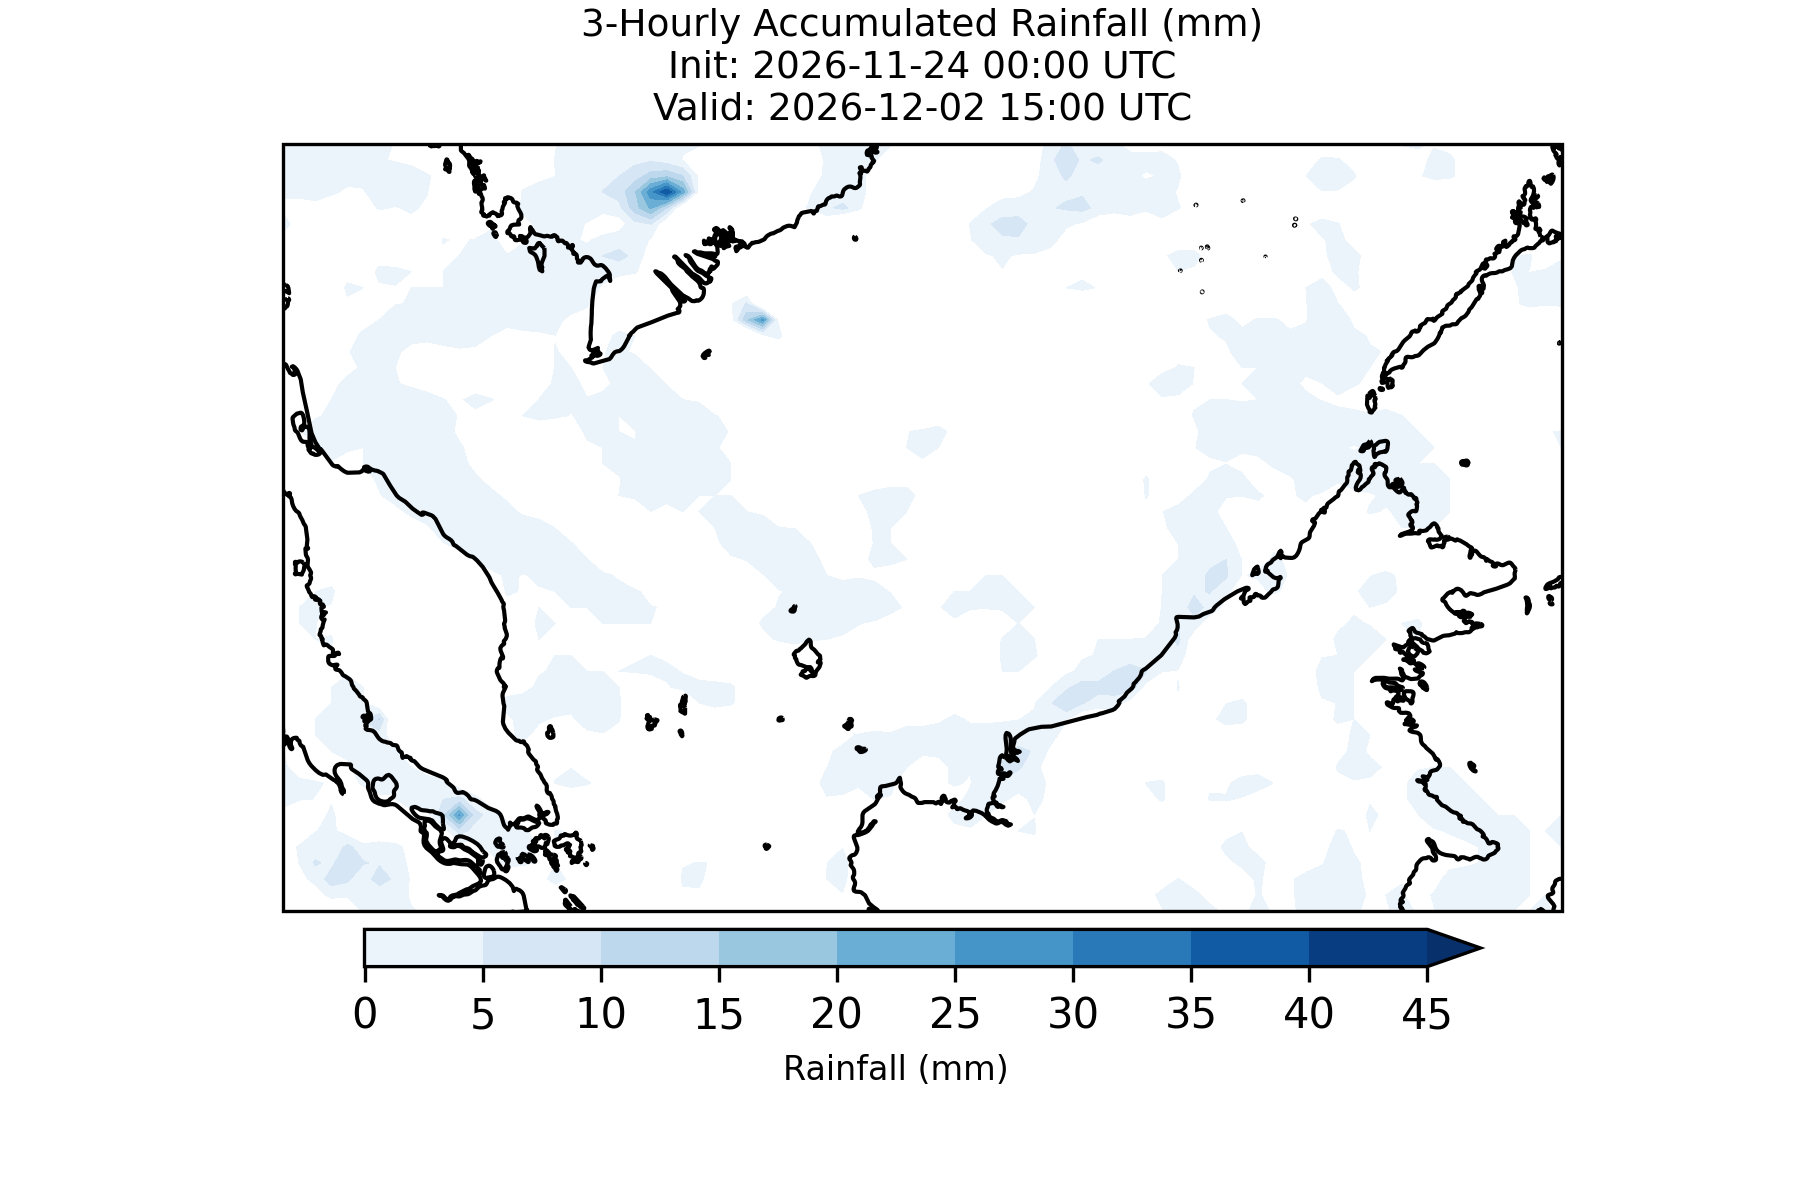 3-Hourly Accumulated Rainfall (mm)
Init: 2026-11-24 00:00 UTC
Valid: 2026-12-02 15:00 UTC
0 5 10 15 20 25 30 35 40 45
Rainfall (mm)